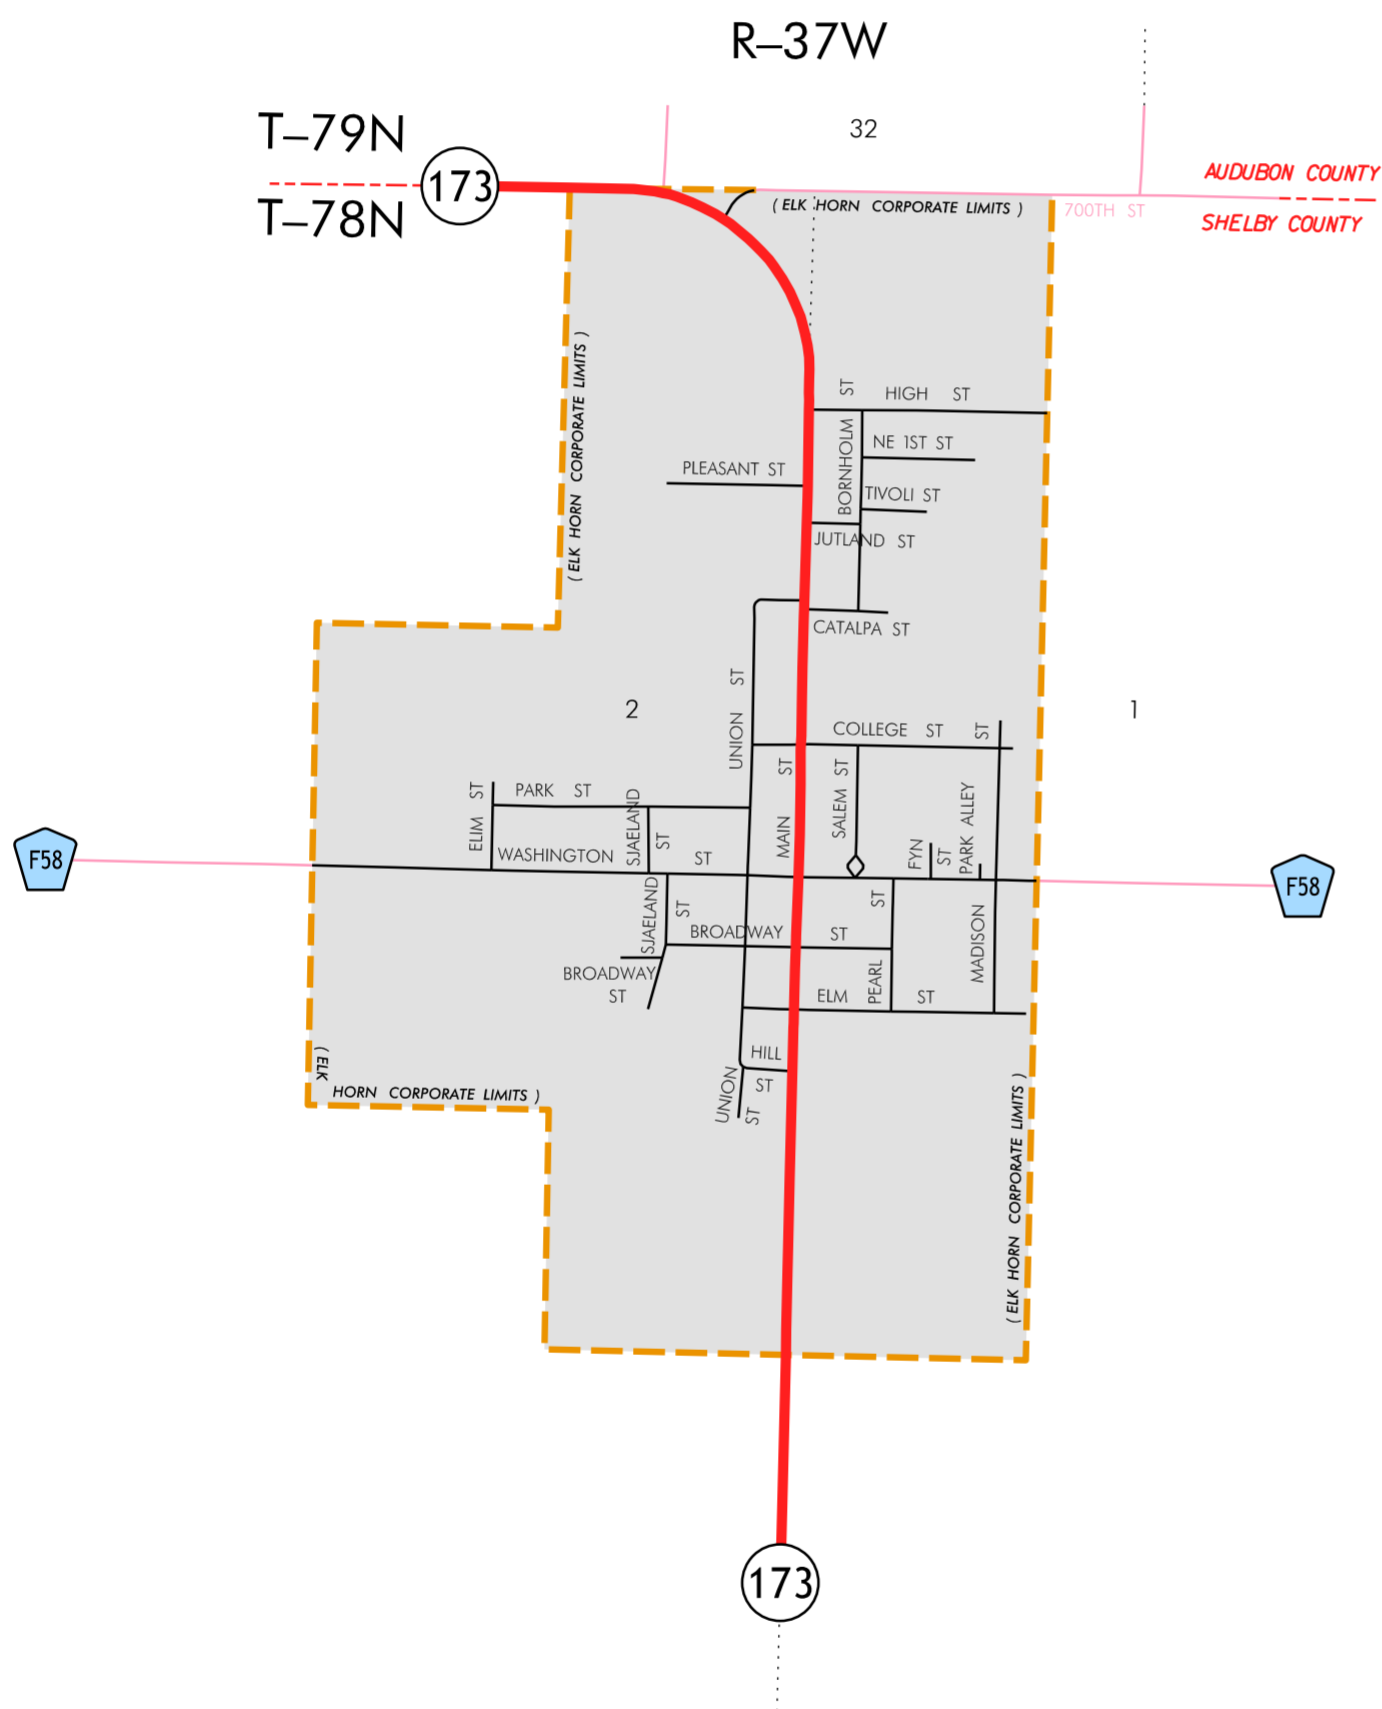 R–37W
T–79N
32
173
AUDUBON COUNTY
T–78N
( ELK HORN CORPORATE LIMITS )
700TH ST
SHELBY COUNTY
( ELK HORN CORPORATE LIMITS )
HIGH ST
BORNHOLM ST
NE 1ST ST
PLEASANT ST
TIVOLI ST
JUTLAND ST
CATALPA ST
UNION ST
2
1
COLLEGE ST
MAIN ST
SALEM ST
MADISON ST
ELIM ST
PARK ST
SJAELAND ST
PARK ALLEY
FYN ST
F58
WASHINGTON ST
F58
SJAELAND ST
PEARL ST
BROADWAY ST
BROADWAY
ST
ELM ST
( ELK
HORN CORPORATE LIMITS )
HILL
ST
UNION
ST
( ELK HORN CORPORATE LIMITS )
173